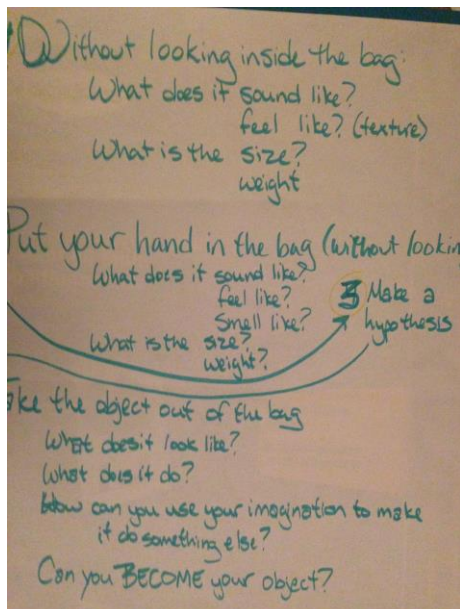 Without looking inside the bag:
What does it sound like?
feel like? (texture)
What is the size?
weight
Put your hand in the bag (without lookin
What does it sound like?
feel like?
Smell like?
What is the size?
weight?
3 Make a
hypothesis
ake the object out of the bag
What does it look like?
What does it do?
How can you use your imagination to make
it do something else?
Can you BECOME your object?